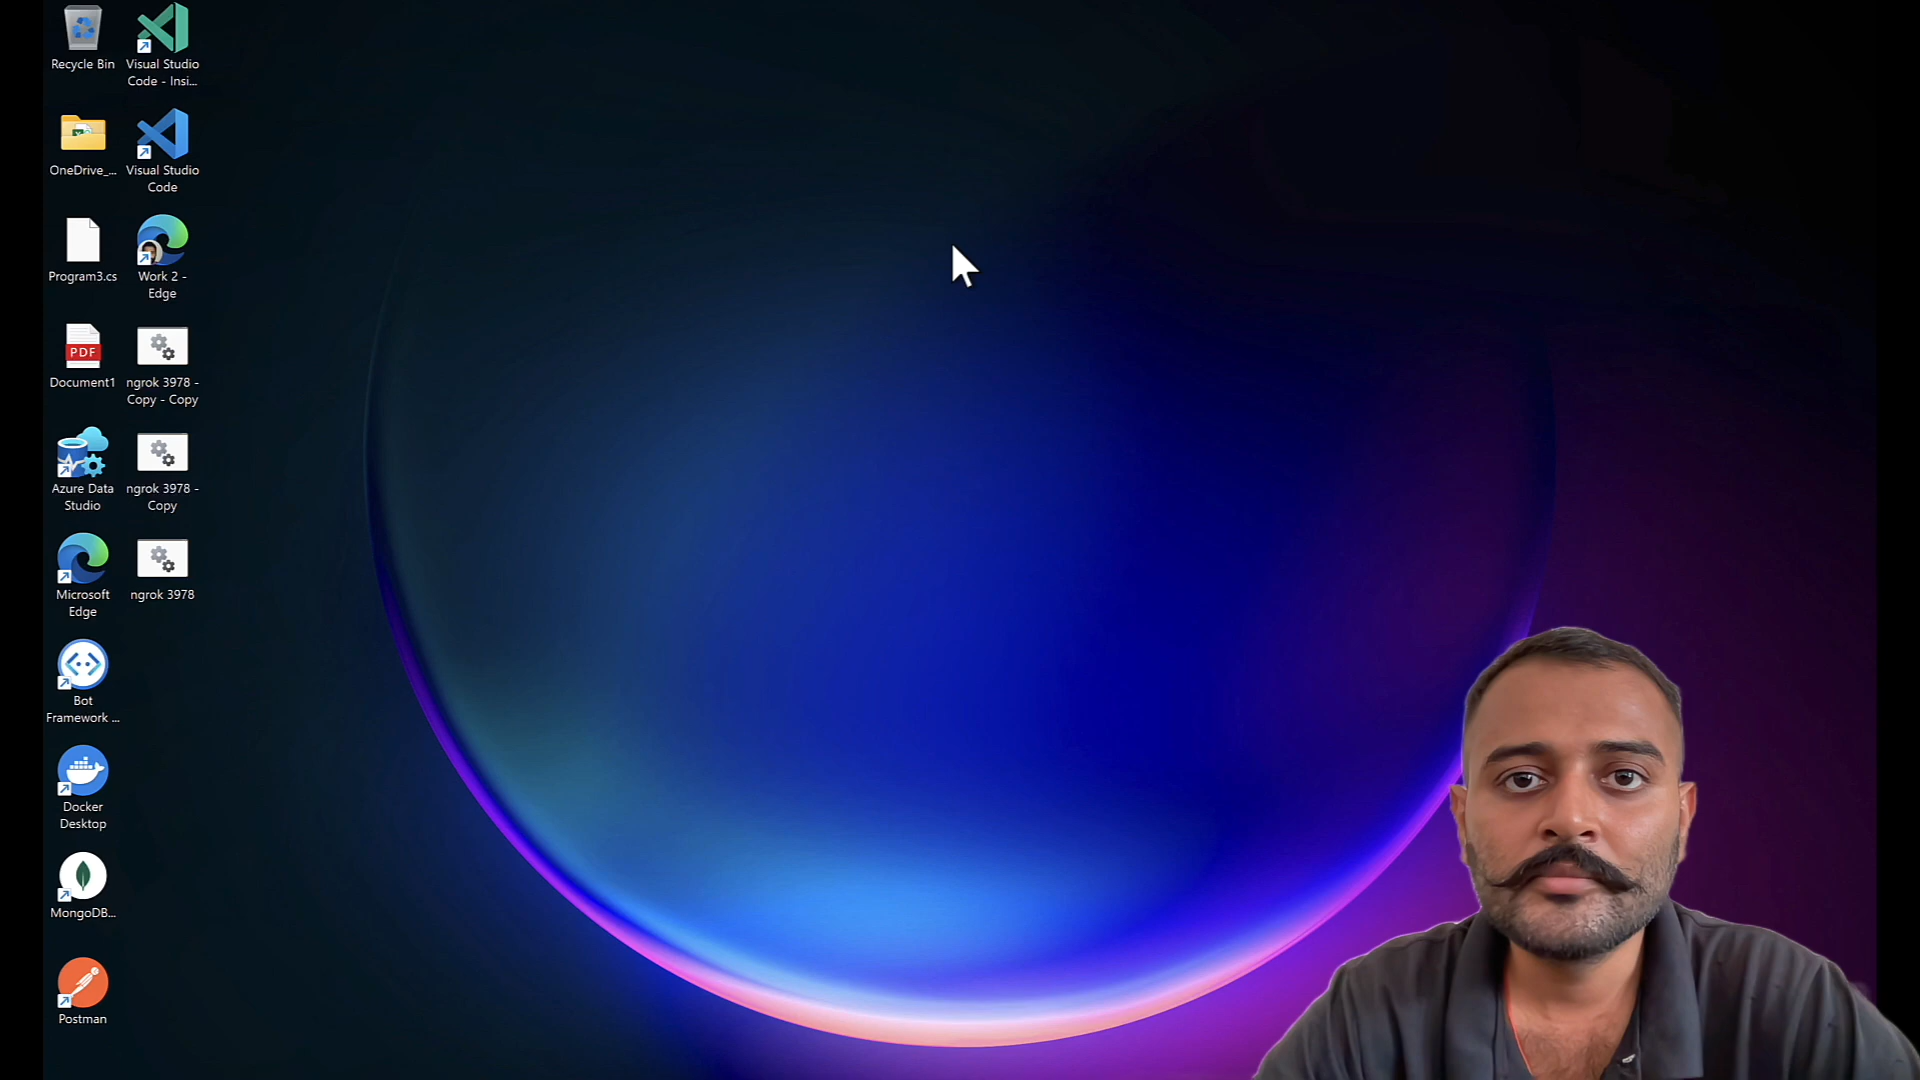 Recycle Bin
Visual Studio
Code - Insi...
OneDrive_...
Visual Studio
Code
Program3.cs
Work 2 -
Edge
PDF
Document1
ngrok 3978 -
Copy - Copy
Azure Data
Studio
ngrok 3978 -
Copy
Microsoft
Edge
ngrok 3978
Bot
Framework ...
Docker
Desktop
MongoDB...
Postman